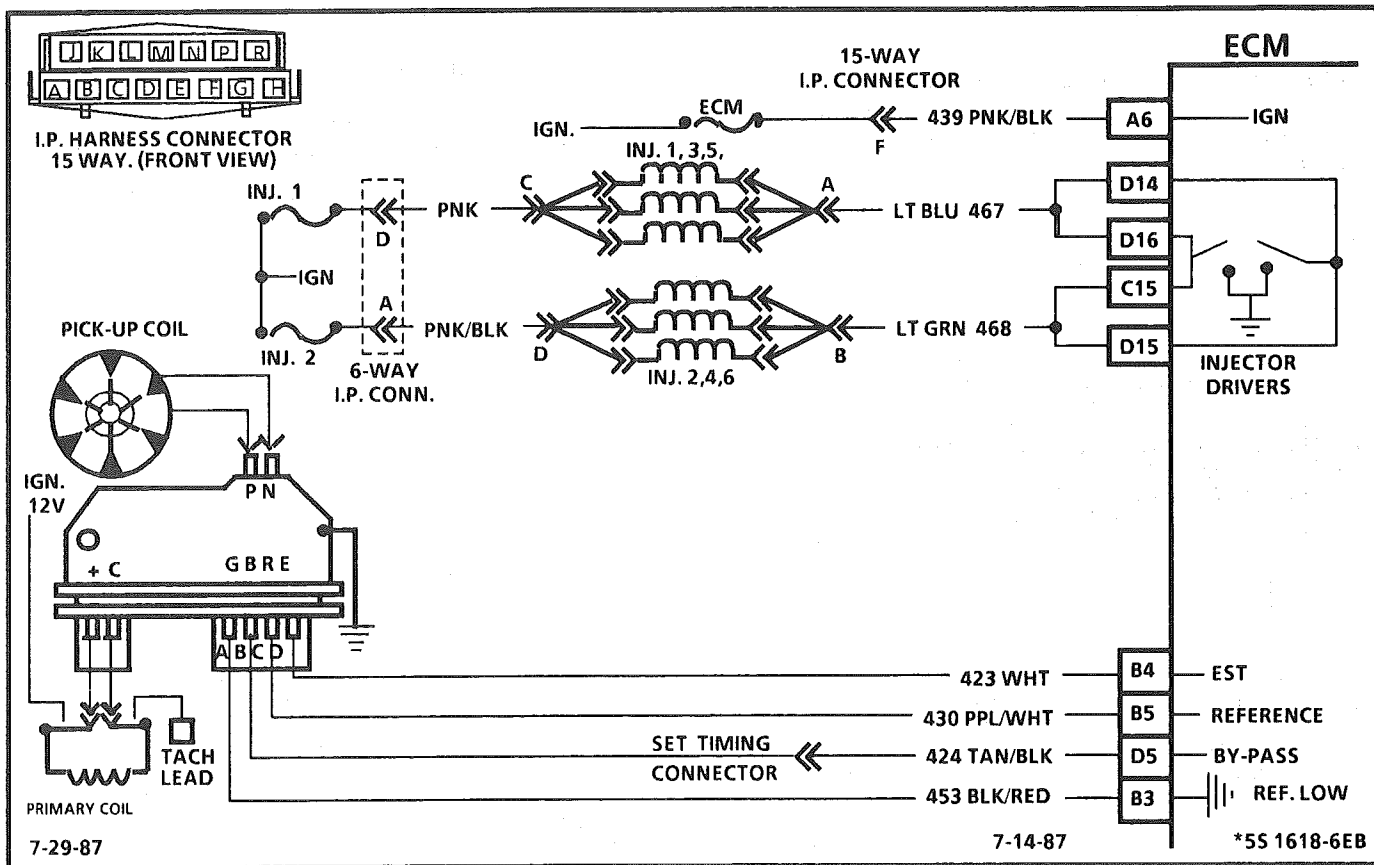 J K L M N P R
A B C D E F G H
I.P. HARNESS CONNECTOR
15 WAY. (FRONT VIEW)
15-WAY
I.P. CONNECTOR
ECM
IGN.
ECM
F
439 PNK/BLK
A6
IGN
INJ. 1
D
PNK
C
INJ. 1, 3,5,
A
LT BLU 467
D14
D16
IGN
INJ. 2
A
PNK/BLK
D
INJ. 2,4,6
B
LT GRN 468
C15
D15
INJECTOR
DRIVERS
6-WAY
I.P. CONN.
PICK-UP COIL
IGN.
12V
P N
+ C
G B R E
A B C D
423 WHT
B4
EST
430 PPL/WHT
B5
REFERENCE
SET TIMING
CONNECTOR
424 TAN/BLK
D5
BY-PASS
453 BLK/RED
B3
REF. LOW
TACH
LEAD
PRIMARY COIL
7-29-87
7-14-87
*5S 1618-6EB